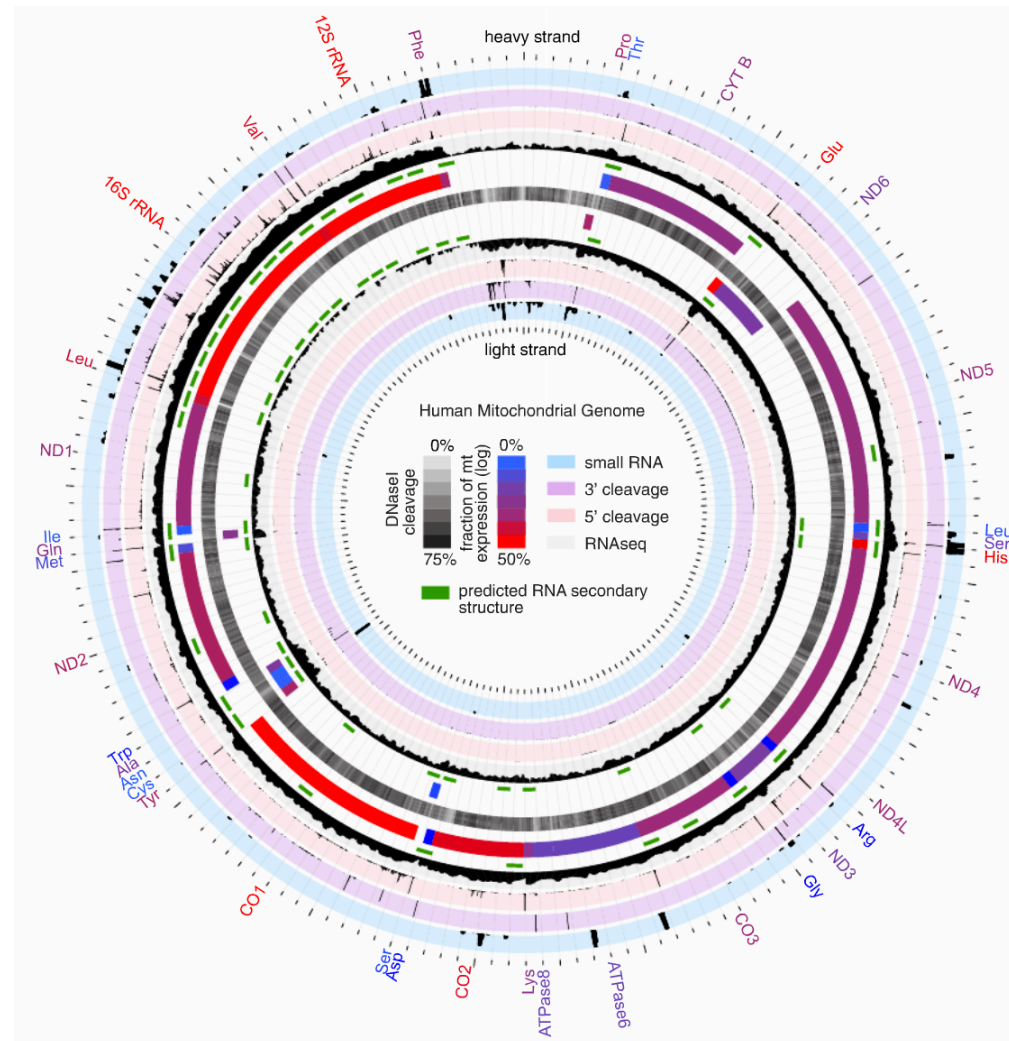 heavy strand
Pro
Thr
CYT B
Glu
ND6
ND5
Leu
Ser
His
ND4
ND4L
Arg
ND3
Gly
CO3
ATPase6
ATPase8
Lys
CO2
Asp
Ser
CO1
Tyr
Cys
Asn
Ala
Trp
ND2
Met
Gln
Ile
ND1
Leu
16S rRNA
Val
12S rRNA
Phe
light strand
Human Mitochondrial Genome
0%
DNaseI
cleavage
75%
0%
fraction of mt
expression (log)
50%
small RNA
3' cleavage
5' cleavage
RNAseq
predicted RNA secondary
structure